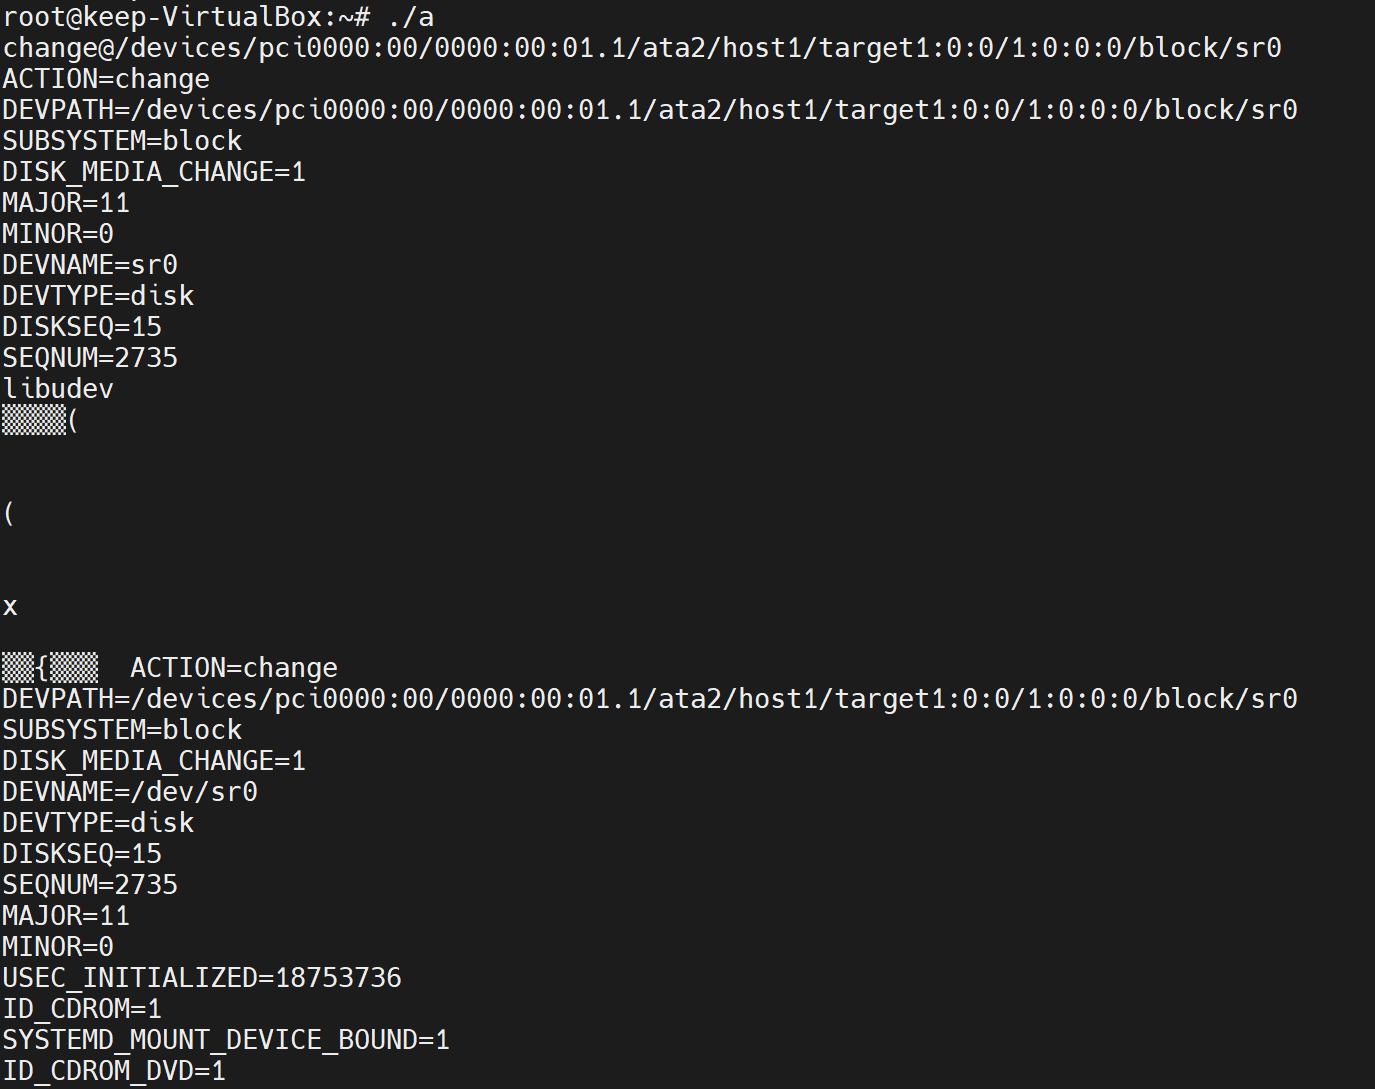 root@keep-VirtualBox:~# ./a
change@/devices/pci0000:00/0000:00:01.1/ata2/host1/target1:0:0/1:0:0:0/block/sr0
ACTION=change
DEVPATH=/devices/pci0000:00/0000:00:01.1/ata2/host1/target1:0:0/1:0:0:0/block/sr0
SUBSYSTEM=block
DISK_MEDIA_CHANGE=1
MAJOR=11
MINOR=0
DEVNAME=sr0
DEVTYPE=disk
DISKSEQ=15
SEQNUM=2735
libudev
▒▒▒▒(
(
x
▒▒{▒▒▒  ACTION=change
DEVPATH=/devices/pci0000:00/0000:00:01.1/ata2/host1/target1:0:0/1:0:0:0/block/sr0
SUBSYSTEM=block
DISK_MEDIA_CHANGE=1
DEVNAME=/dev/sr0
DEVTYPE=disk
DISKSEQ=15
SEQNUM=2735
MAJOR=11
MINOR=0
USEC_INITIALIZED=18753736
ID_CDROM=1
SYSTEMD_MOUNT_DEVICE_BOUND=1
ID_CDROM_DVD=1